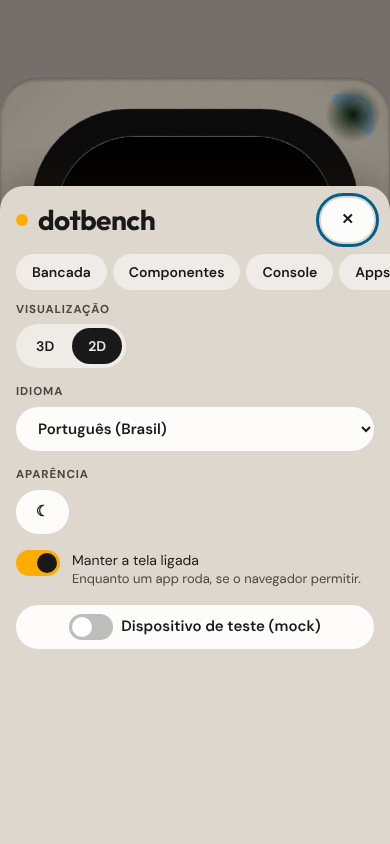 dotbench
×
Bancada Componentes Console Apps
VISUALIZAÇÃO
3D 2D
IDIOMA
Português (Brasil)
APARÊNCIA
Manter a tela ligada
Enquanto um app roda, se o navegador permitir.
Dispositivo de teste (mock)